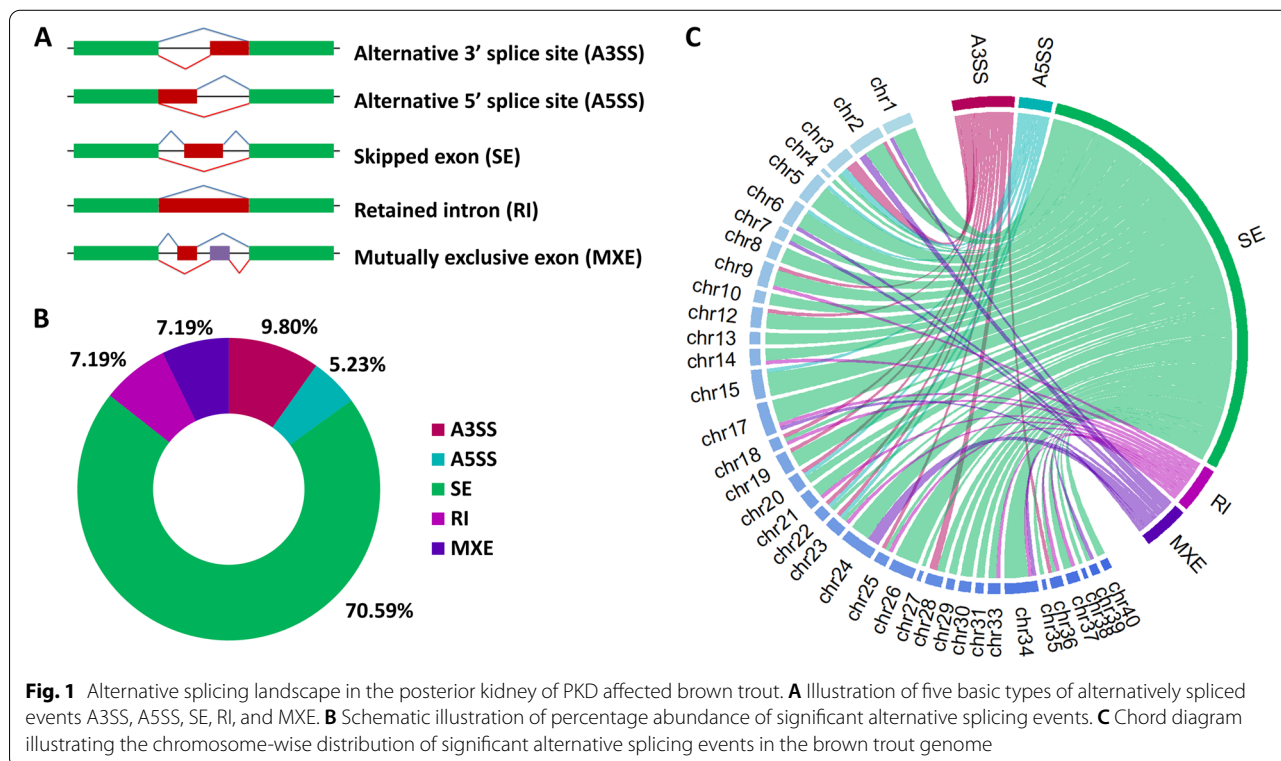 A
Alternative 3' splice site (A3SS)
Alternative 5' splice site (A5SS)
Skipped exon (SE)
Retained intron (RI)
Mutually exclusive exon (MXE)
B
7.19%
9.80%
7.19%
5.23%
70.59%
A3SS
A5SS
SE
RI
MXE
C
A3SS
A5SS
SE
RI
MXE
chr1
chr2
chr3
chr4
chr5
chr6
chr7
chr8
chr9
chr10
chr12
chr13
chr14
chr15
chr17
chr18
chr19
chr20
chr21
chr22
chr23
chr24
chr25
chr26
chr27
chr28
chr29
chr30
chr31
chr33
chr34
chr35
chr36
chr37
chr38
chr39
chr40
Fig. 1 Alternative splicing landscape in the posterior kidney of PKD affected brown trout. A Illustration of five basic types of alternatively spliced
events A3SS, A5SS, SE, RI, and MXE. B Schematic illustration of percentage abundance of significant alternative splicing events. C Chord diagram
illustrating the chromosome-wise distribution of significant alternative splicing events in the brown trout genome